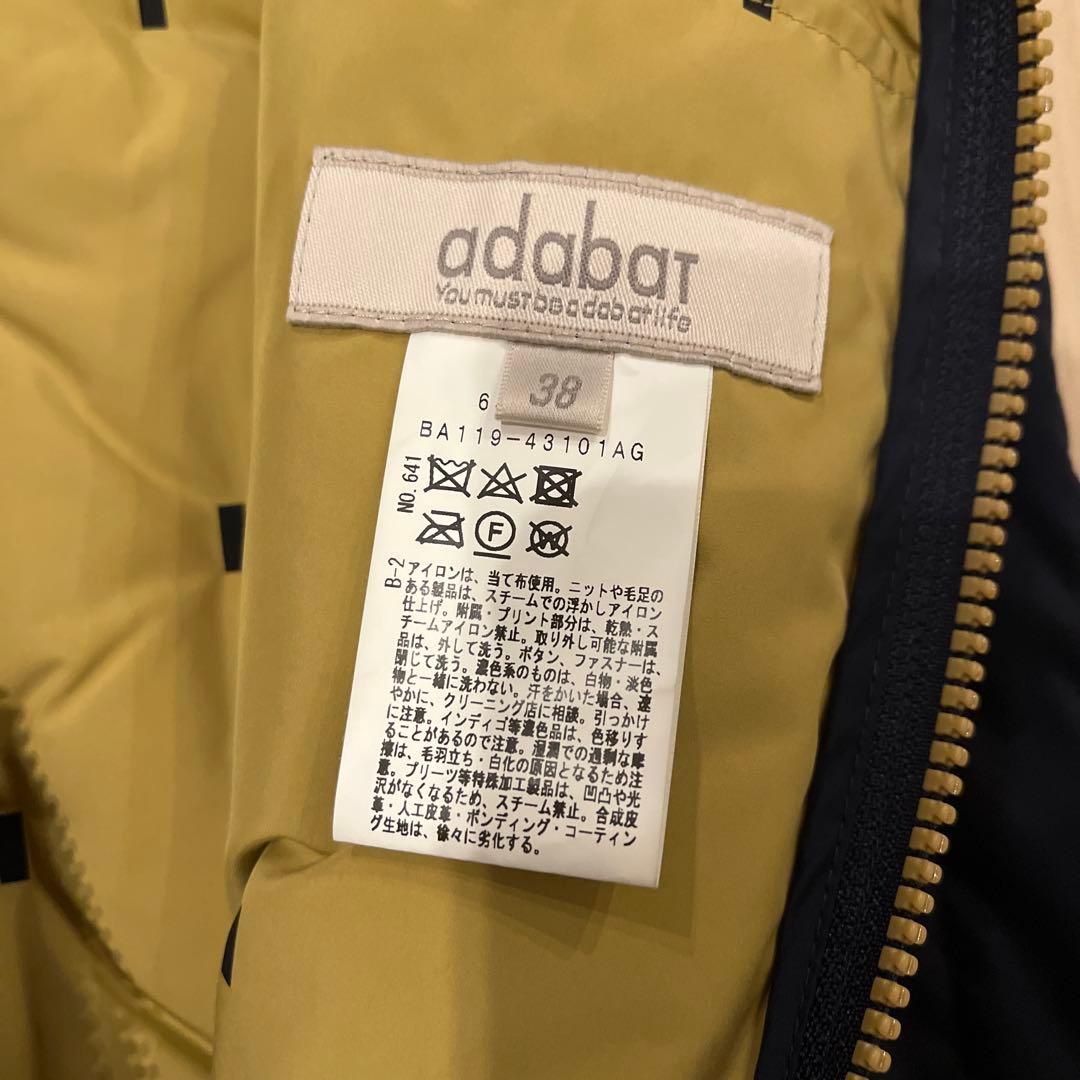 adabat
You must be adabat life
38
6
BA119-43101AG
NO. 641
F
W
B-2
アイロンは、当て布使用。ニットや毛足の
ある製品は、スチームでの浮かしアイロン
仕上げ。附属・プリント部分は、乾熱・ス
チームアイロン禁止。取り外し可能な附属
品は、外して洗う。ボタン、ファスナーは、
閉じて洗う。濃色系のものは、白物・淡色
物と一緒に洗わない。汗をかいた場合、速
やかに、クリーニング店に相談。引っかけ
に注意。インディゴ等濃色品は、色移りす
ることがあるので注意。湿潤での過剰な摩
擦は、毛羽立ち・白化の原因となるため注
意。プリーツ等特殊加工製品は、凹凸や光
沢がなくなるため、スチーム禁止。合成皮
革・人工皮革・ボンディング・コーティン
グ生地は、徐々に劣化する。